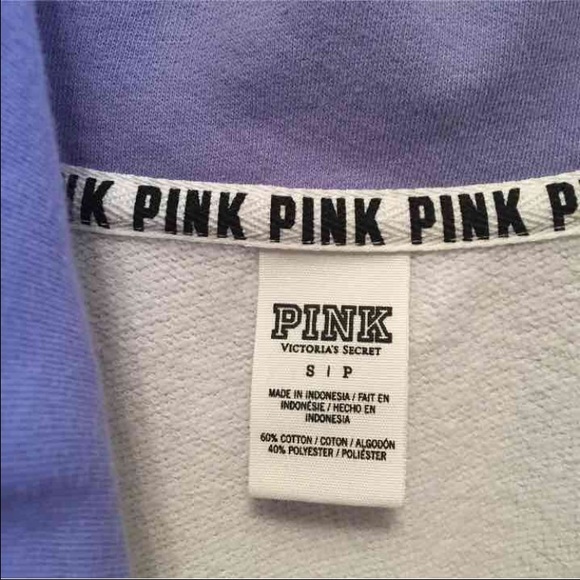 PINK PINK PINK PINK P
PINK
VICTORIA'S SECRET
S | P
MADE IN INDONESIA / FAIT EN
INDONÉSIE / HECHO EN
INDONESIA
60% COTTON / COTON / ALGODÓN
40% POLYESTER / POLIÉSTER